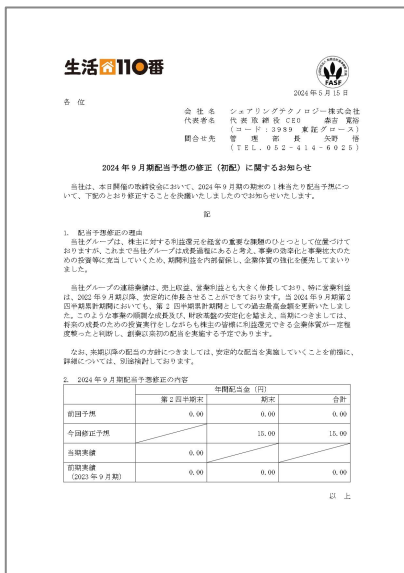 生活110番
FASF
2024年5月15日
各 位
会社名 シェアリングテクノロジー株式会社
代表者名 代表取締役 CEO 森吉 寛裕
(コード：3989 東証グロース)
問合せ先 管理部長 矢野 悟
(TEL.052-414-6025)
2024年9月期配当予想の修正（初配）に関するお知らせ
当社は、本日開催の取締役会において、2024年9月期の期末の1株当たり配当予想につ
いて、下記のとおり修正することを決議いたしましたのでお知らせいたします。
記
1. 配当予想修正の理由
当社グループは、株主に対する利益還元を経営の重要な課題のひとつとして位置づけて
おりますが、これまで当社グループは成長過程にあると考え、事業の効率化と事業拡大のた
めの投資等に充当していくため、期間利益を内部留保し、企業体質の強化を優先してまいり
ました。
当社グループの連結業績は、売上収益、営業利益とも大きく伸長しており、特に営業利益
は、2022年9月期以降、安定的に伸長させることができております。当2024年9月期第2
四半期累計期間においても、第2四半期累計期間としての過去最高金額を更新いたしまし
た。このような事業の順調な成長及び、財政基盤の安定化を踏まえ、当期につきましては、
将来の成長のための投資実行をしながらも株主の皆様に利益還元できる企業体質が一定程
度整ったと判断し、創業以来初の配当を実施する予定であります。
なお、来期以降の配当の方針につきましては、安定的な配当を実施していくことを前提に、
詳細については、別途検討しております。
2. 2024年9月期配当予想修正の内容
年間配当金（円）
第2四半期末 期末 合計
前回予想 0.00 0.00 0.00
今回修正予想 15.00 15.00
当期実績 0.00
前期実績
（2023年9月期） 0.00 0.00 0.00
以 上